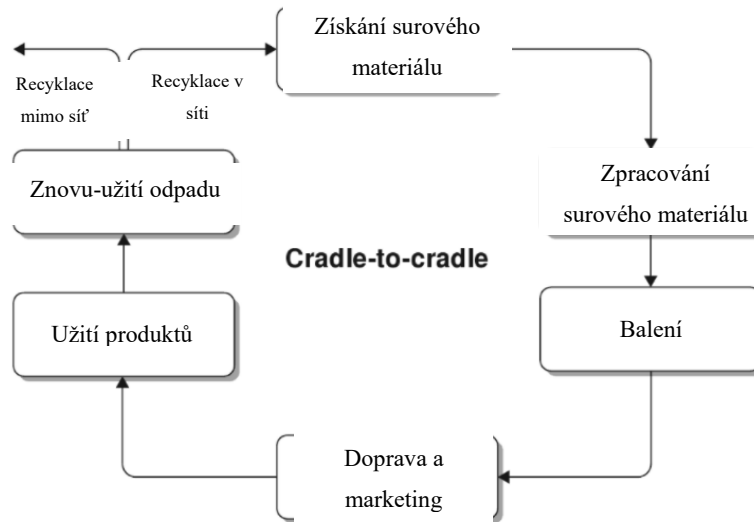 Získání surového
materiálu
Recyklace
mimo síť
Recyklace v
síti
Znovu-užití odpadu
Zpracování
surového materiálu
Cradle-to-cradle
Užití produktů
Balení
Doprava a
marketing